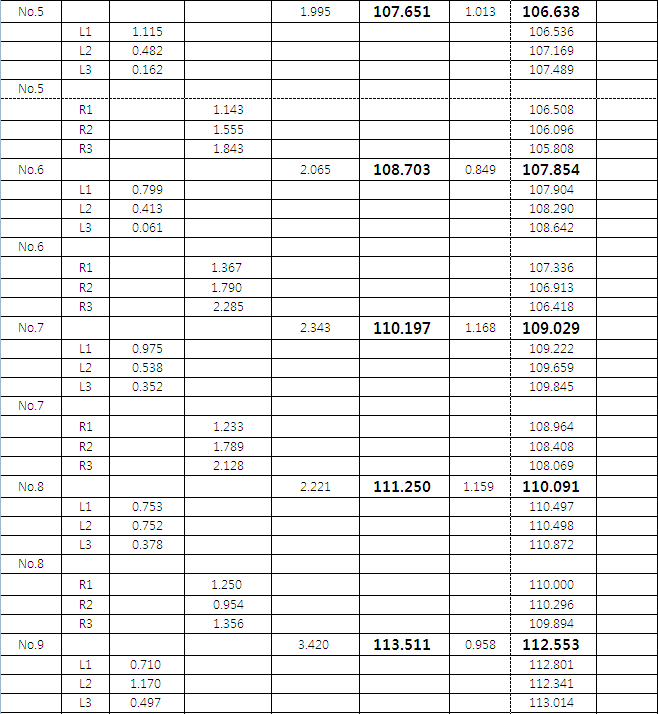 No.5 1.995 107.651 1.013 106.638
L1 1.115 106.536
L2 0.482 107.169
L3 0.162 107.489
No.5
R1 1.143 106.508
R2 1.555 106.096
R3 1.843 105.808
No.6 2.065 108.703 0.849 107.854
L1 0.799 107.904
L2 0.413 108.290
L3 0.061 108.642
No.6
R1 1.367 107.336
R2 1.790 106.913
R3 2.285 106.418
No.7 2.343 110.197 1.168 109.029
L1 0.975 109.222
L2 0.538 109.659
L3 0.352 109.845
No.7
R1 1.233 108.964
R2 1.789 108.408
R3 2.128 108.069
No.8 2.221 111.250 1.159 110.091
L1 0.753 110.497
L2 0.752 110.498
L3 0.378 110.872
No.8
R1 1.250 110.000
R2 0.954 110.296
R3 1.356 109.894
No.9 3.420 113.511 0.958 112.553
L1 0.710 112.801
L2 1.170 112.341
L3 0.497 113.014